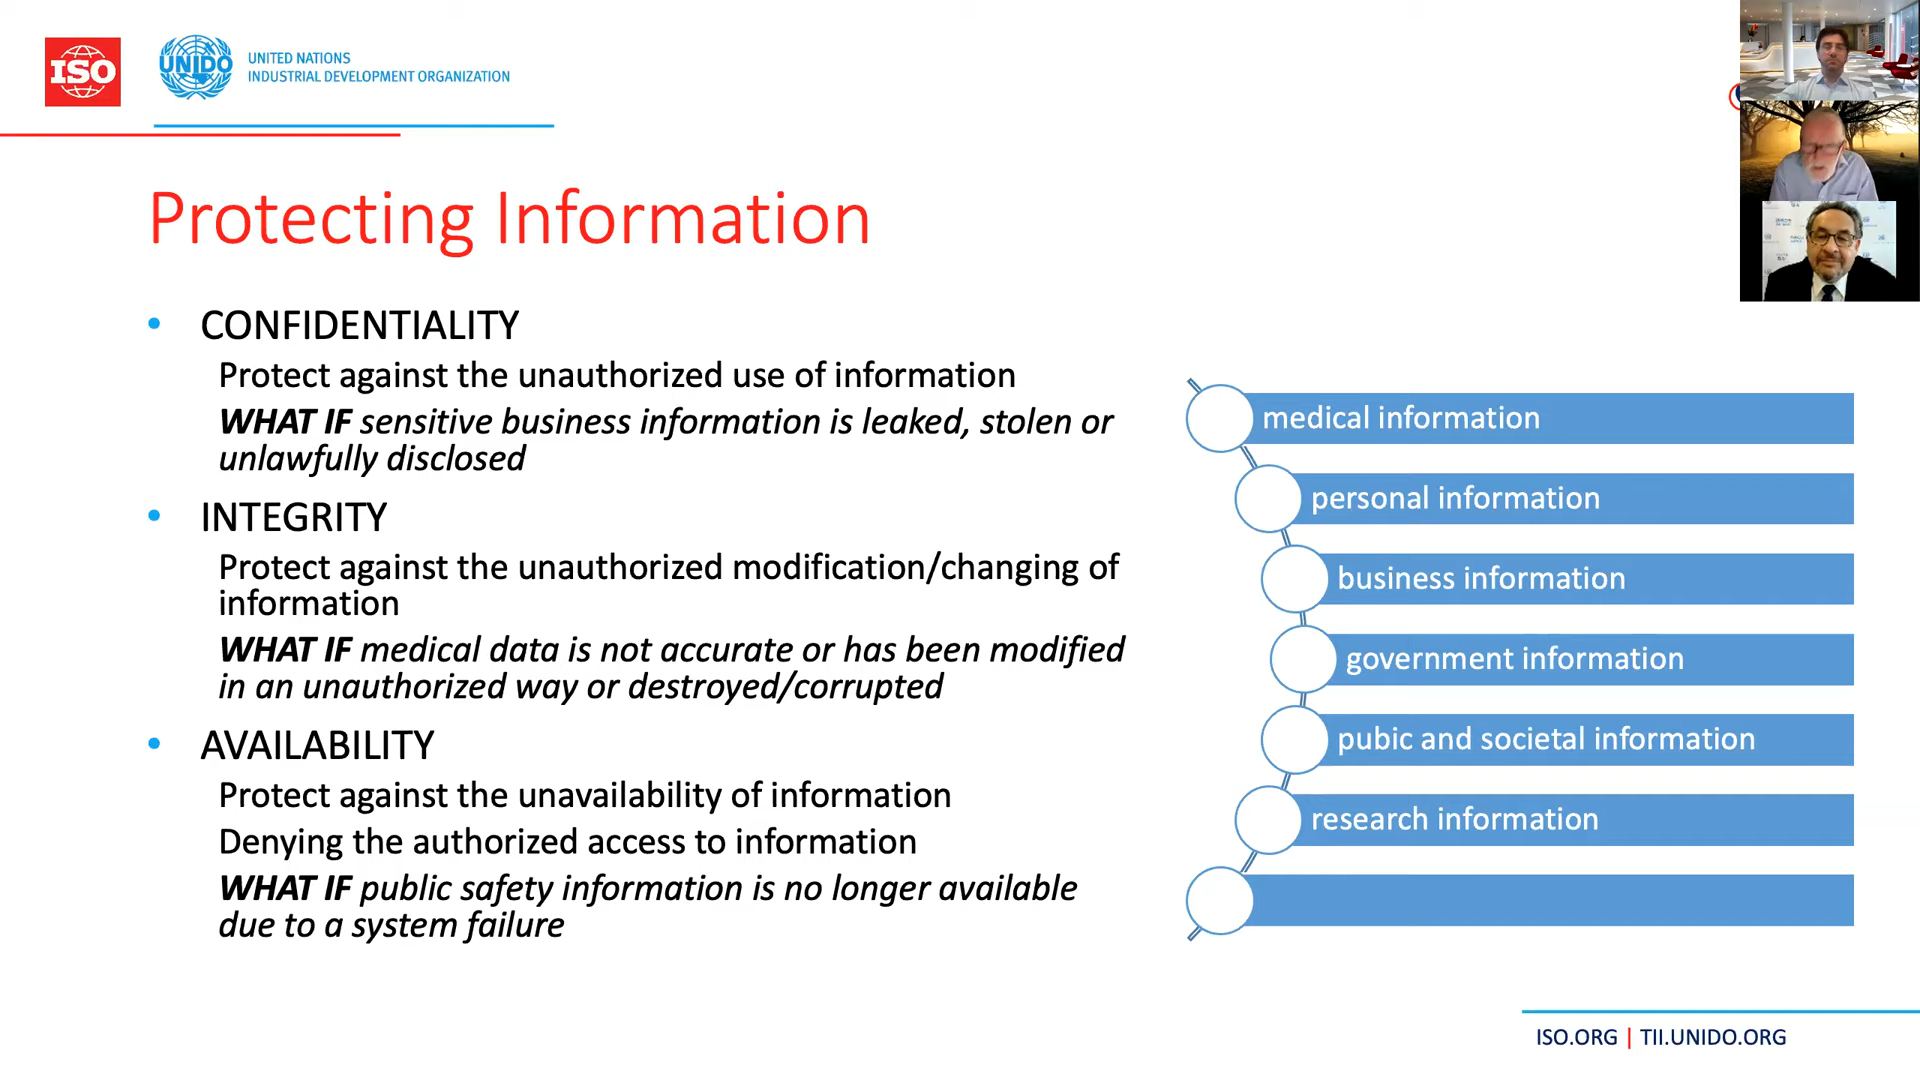 ISO
UNIDO
UNITED NATIONS
INDUSTRIAL DEVELOPMENT ORGANIZATION
Protecting Information
• CONFIDENTIALITY
Protect against the unauthorized use of information
WHAT IF sensitive business information is leaked, stolen or
unlawfully disclosed
• INTEGRITY
Protect against the unauthorized modification/changing of
information
WHAT IF medical data is not accurate or has been modified
in an unauthorized way or destroyed/corrupted
• AVAILABILITY
Protect against the unavailability of information
Denying the authorized access to information
WHAT IF public safety information is no longer available
due to a system failure
medical information
personal information
business information
government information
pubic and societal information
research information
ISO.ORG | TII.UNIDO.ORG